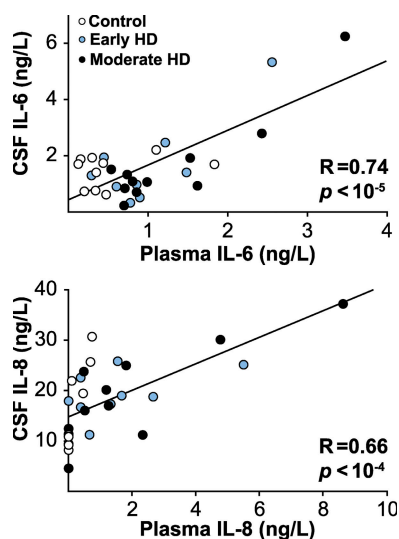 Control
Early HD
Moderate HD
6
4
2
CSF IL-6 (ng/L)
R=0.74
p < 10-5
1
2
3
4
Plasma IL-6 (ng/L)
40
30
20
10
CSF IL-8 (ng/L)
R=0.66
p < 10-4
0
2
4
6
8
10
Plasma IL-8 (ng/L)